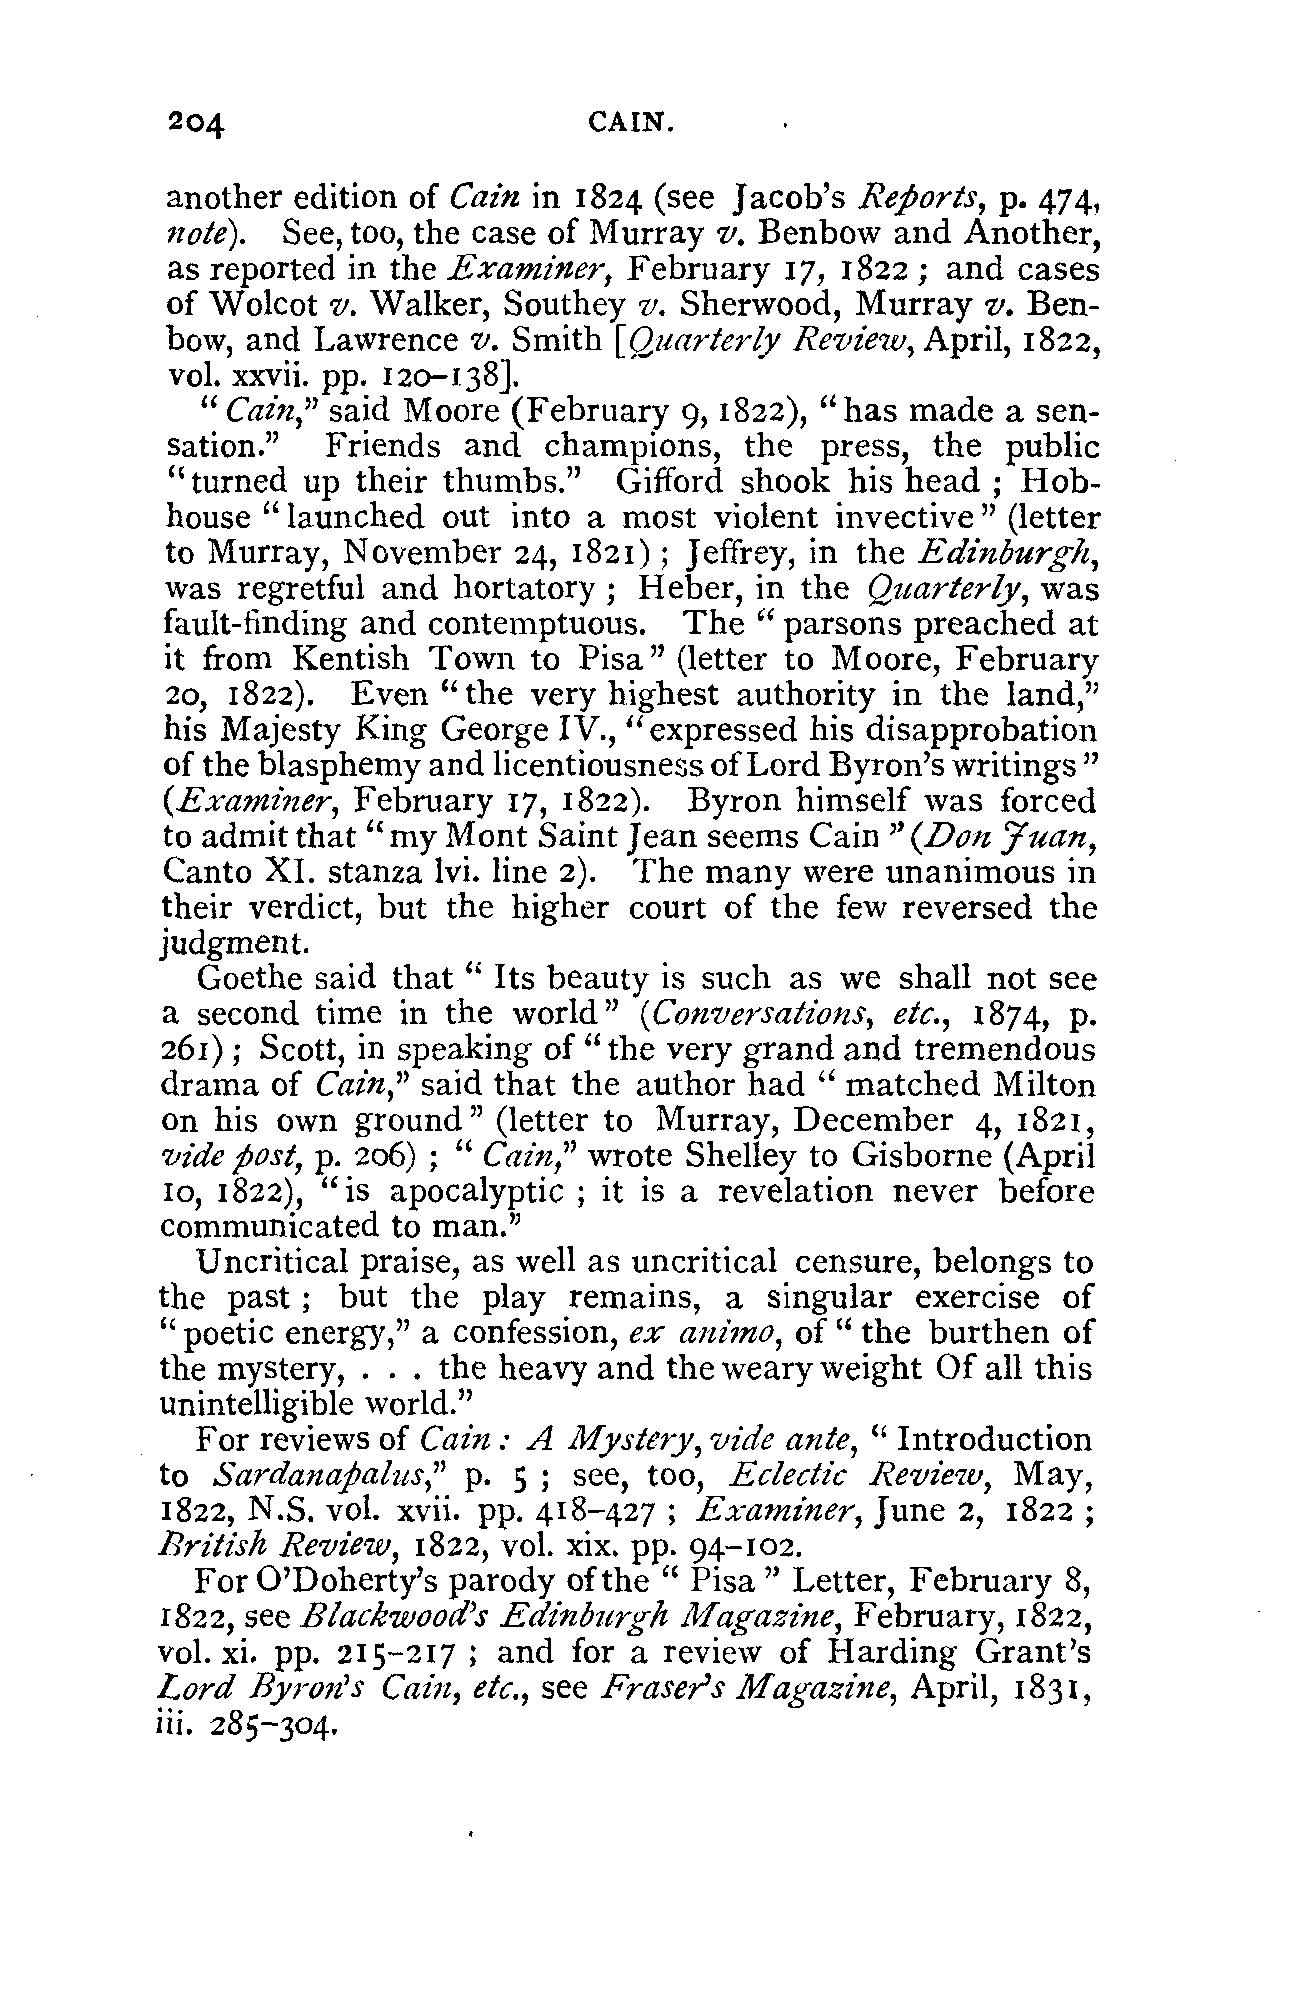 204 CAIN.
another edition of Cain in 1824 (see Jacob's Reports, p. 474,
note). See, too, the case of Murray v. Benbow and Another,
as reported in the Examiner, February 17, 1822 ; and cases
of Wolcot v. Walker, Southey v. Sherwood, Murray v. Ben-
bow, and Lawrence v. Smith [Quarterly Review, April, 1822,
vol. xxvii. pp. 120–138].
"Cain," said Moore (February 9, 1822), "has made a sen-
sation." Friends and champions, the press, the public
"turned up their thumbs." Gifford shook his head ; Hob-
house "launched out into a most violent invective" (letter
to Murray, November 24, 1821) ; Jeffrey, in the Edinburgh,
was regretful and hortatory ; Heber, in the Quarterly, was
fault-finding and contemptuous. The "parsons preached at
it from Kentish Town to Pisa" (letter to Moore, February
20, 1822). Even "the very highest authority in the land,"
his Majesty King George IV., "expressed his disapprobation
of the blasphemy and licentiousness of Lord Byron's writings"
(Examiner, February 17, 1822). Byron himself was forced
to admit that "my Mont Saint Jean seems Cain" (Don Juan,
Canto XI. stanza lvi. line 2). The many were unanimous in
their verdict, but the higher court of the few reversed the
judgment.
Goethe said that "Its beauty is such as we shall not see
a second time in the world" (Conversations, etc., 1874, p.
261) ; Scott, in speaking of "the very grand and tremendous
drama of Cain," said that the author had "matched Milton
on his own ground" (letter to Murray, December 4, 1821,
vide post, p. 206) ; "Cain," wrote Shelley to Gisborne (April
10, 1822), "is apocalyptic ; it is a revelation never before
communicated to man."
Uncritical praise, as well as uncritical censure, belongs to
the past ; but the play remains, a singular exercise of
"poetic energy," a confession, ex animo, of "the burthen of
the mystery, . . . the heavy and the weary weight Of all this
unintelligible world."
For reviews of Cain : A Mystery, vide ante, "Introduction
to Sardanapalus," p. 5 ; see, too, Eclectic Review, May,
1822, N.S. vol. xvii. pp. 418–427 ; Examiner, June 2, 1822 ;
British Review, 1822, vol. xix. pp. 94–102.
For O'Doherty's parody of the "Pisa" Letter, February 8,
1822, see Blackwood's Edinburgh Magazine, February, 1822,
vol. xi. pp. 215–217 ; and for a review of Harding Grant's
Lord Byron's Cain, etc., see Fraser's Magazine, April, 1831,
iii. 285–304.